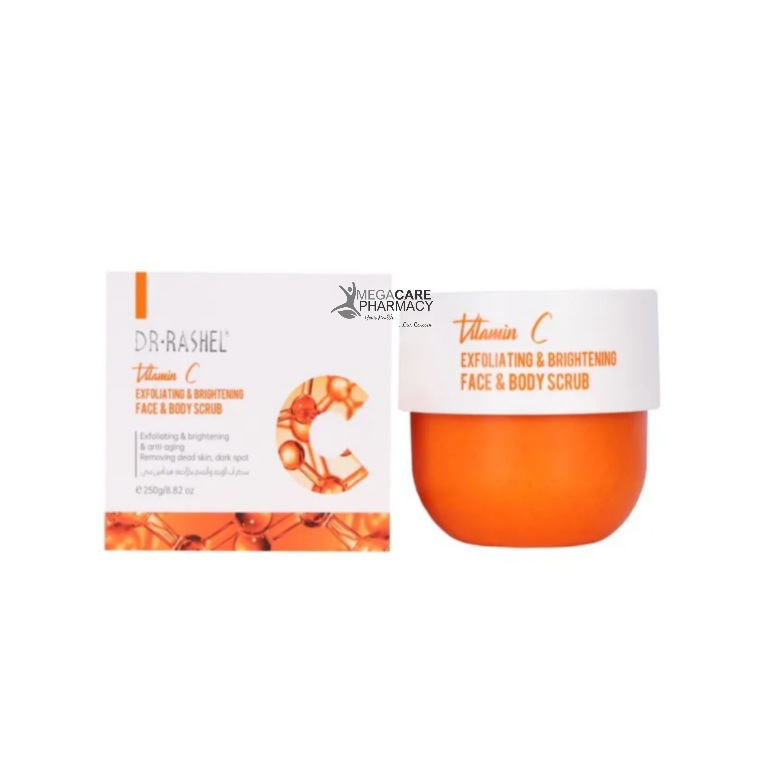 MEGACARE
PHARMACY
DR·RASHEL
Vitamin C
EXFOLIATING & BRIGHTENING
FACE & BODY SCRUB
Exfoliating & brightening
& anti-aging
Removing dead skin, dark spot
℮250g/8.82 oz
Vitamin C
EXFOLIATING & BRIGHTENING
FACE & BODY SCRUB